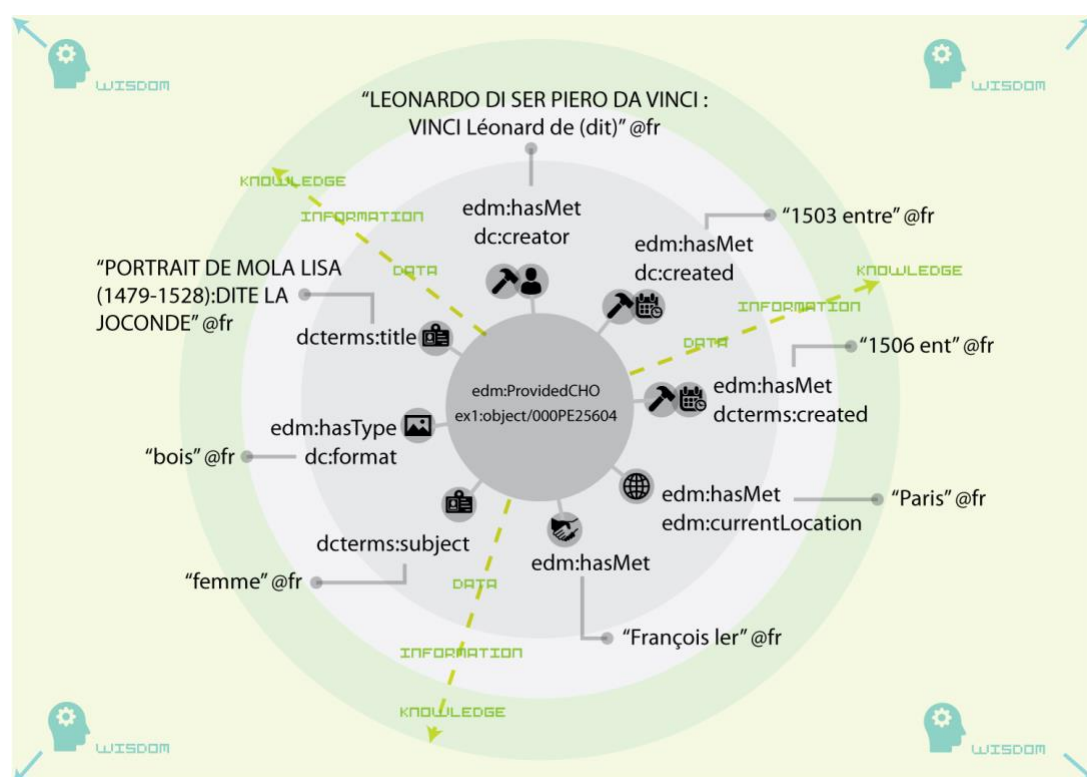 WISDOM
WISDOM
“LEONARDO DI SER PIERO DA VINCI :
VINCI Léonard de (dit)” @fr
KNOWLEDGE
INFORMATION
DATA
edm:hasMet
dc:creator
“1503 entre” @fr
edm:hasMet
dc:created
KNOWLEDGE
INFORMATION
DATA
“PORTRAIT DE MOLA LISA
(1479-1528):DITE LA
JOCONDE” @fr
dcterms:title
“1506 ent” @fr
edm:hasMet
dcterms:created
edm:ProvidedCHO
ex1:object/000PE25604
edm:hasType
dc:format
“bois” @fr
edm:hasMet
edm:currentLocation
“Paris” @fr
dcterms:subject
“femme” @fr
edm:hasMet
“François ler” @fr
DATA
INFORMATION
KNOWLEDGE
WISDOM
WISDOM